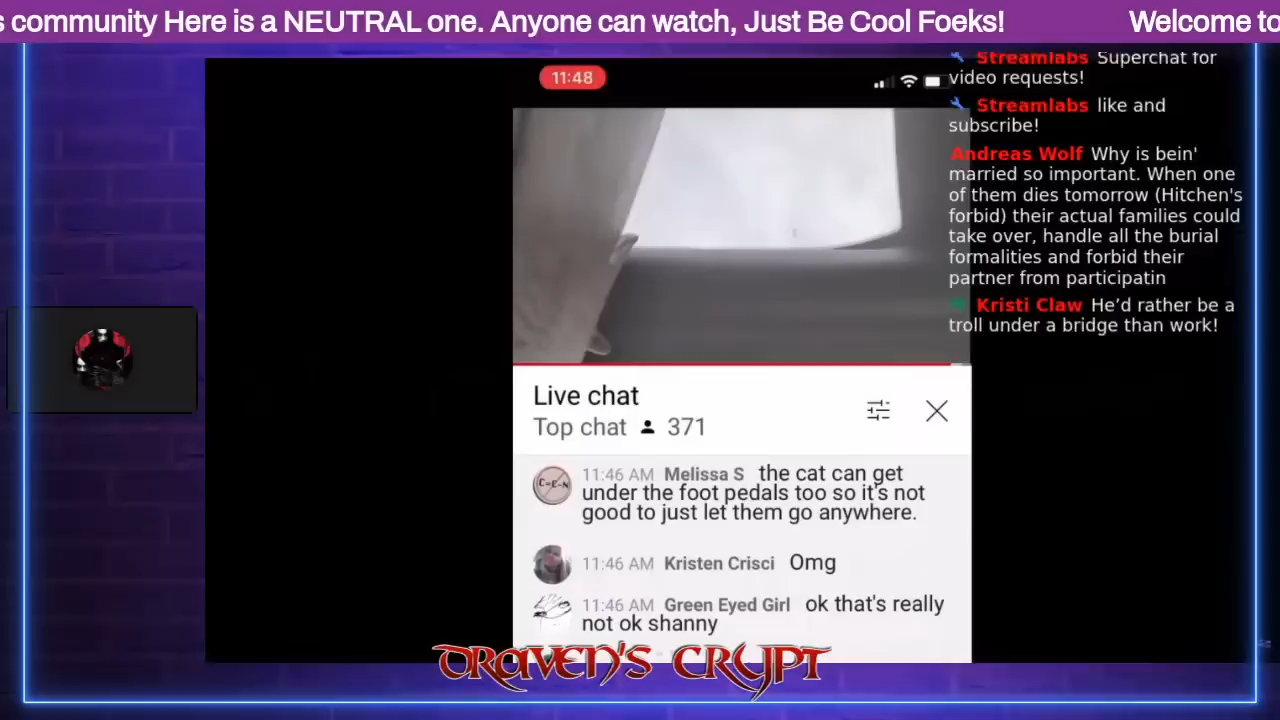 s community Here is a NEUTRAL one. Anyone can watch, Just Be Cool Foeks!
Welcome to
11:48
Streamlabs Superchat for
video requests!
Streamlabs like and
subscribe!
Andreas Wolf Why is bein'
married so important. When one
of them dies tomorrow (Hitchen's
forbid) their actual families could
take over, handle all the burial
formalities and forbid their
partner from participatin
Kristi Claw He’d rather be a
troll under a bridge than work!
Live chat
Top chat 371
C=E-N
11:46 AM Melissa S the cat can get
under the foot pedals too so it's not
good to just let them go anywhere.
11:46 AM Kristen Crisci Omg
11:46 AM Green Eyed Girl ok that's really
not ok shanny
DRAVEN'S CRYPT